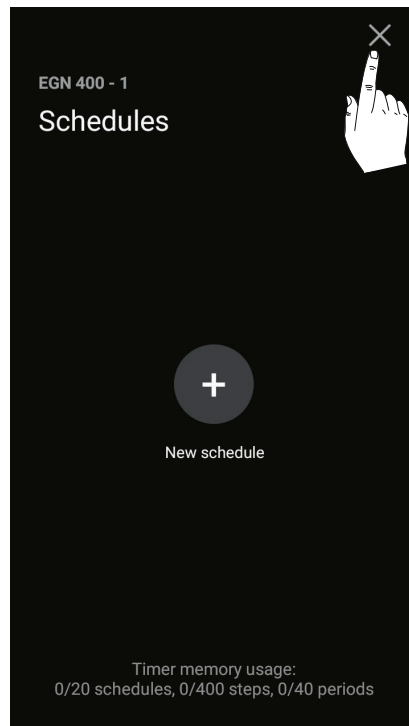 EGN 400 - 1
Schedules
New schedule
Timer memory usage:
0/20 schedules, 0/400 steps, 0/40 periods